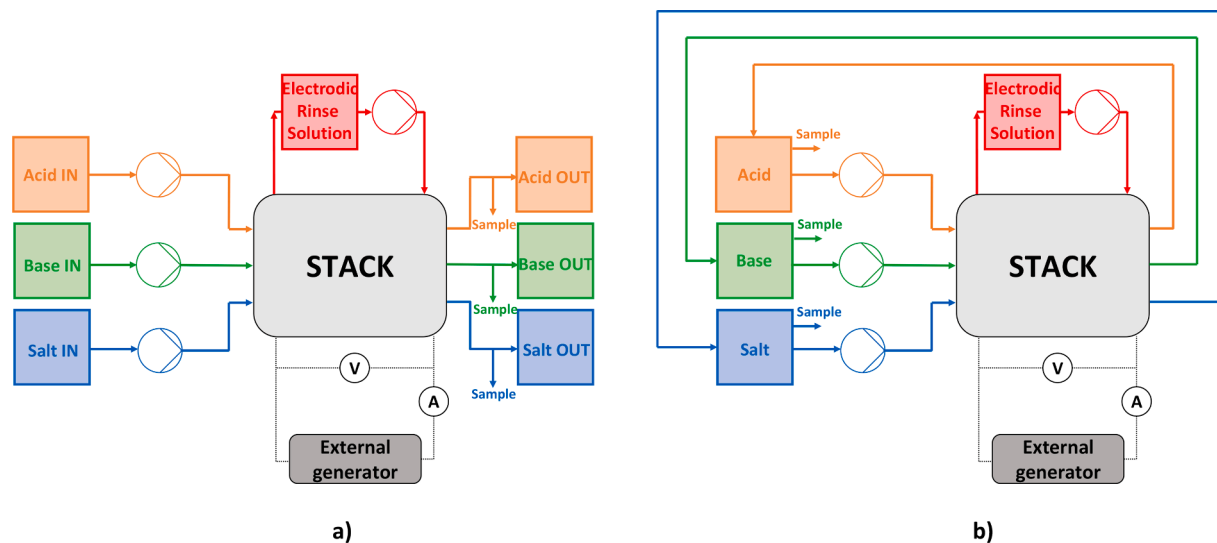 Electrodic
Rinse
Solution
Acid IN
Acid OUT
Sample
Base IN
STACK
Base OUT
Sample
Salt IN
Salt OUT
Sample
V
A
External
generator
a)
Electrodic
Rinse
Solution
Sample
Acid
Sample
Base
STACK
Sample
Salt
V
A
External
generator
b)